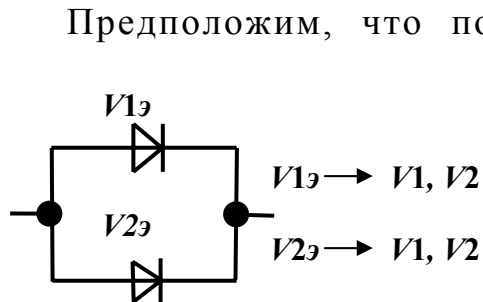 Предположим, что по
V1э
V1э → V1, V2
V2э
V2э → V1, V2